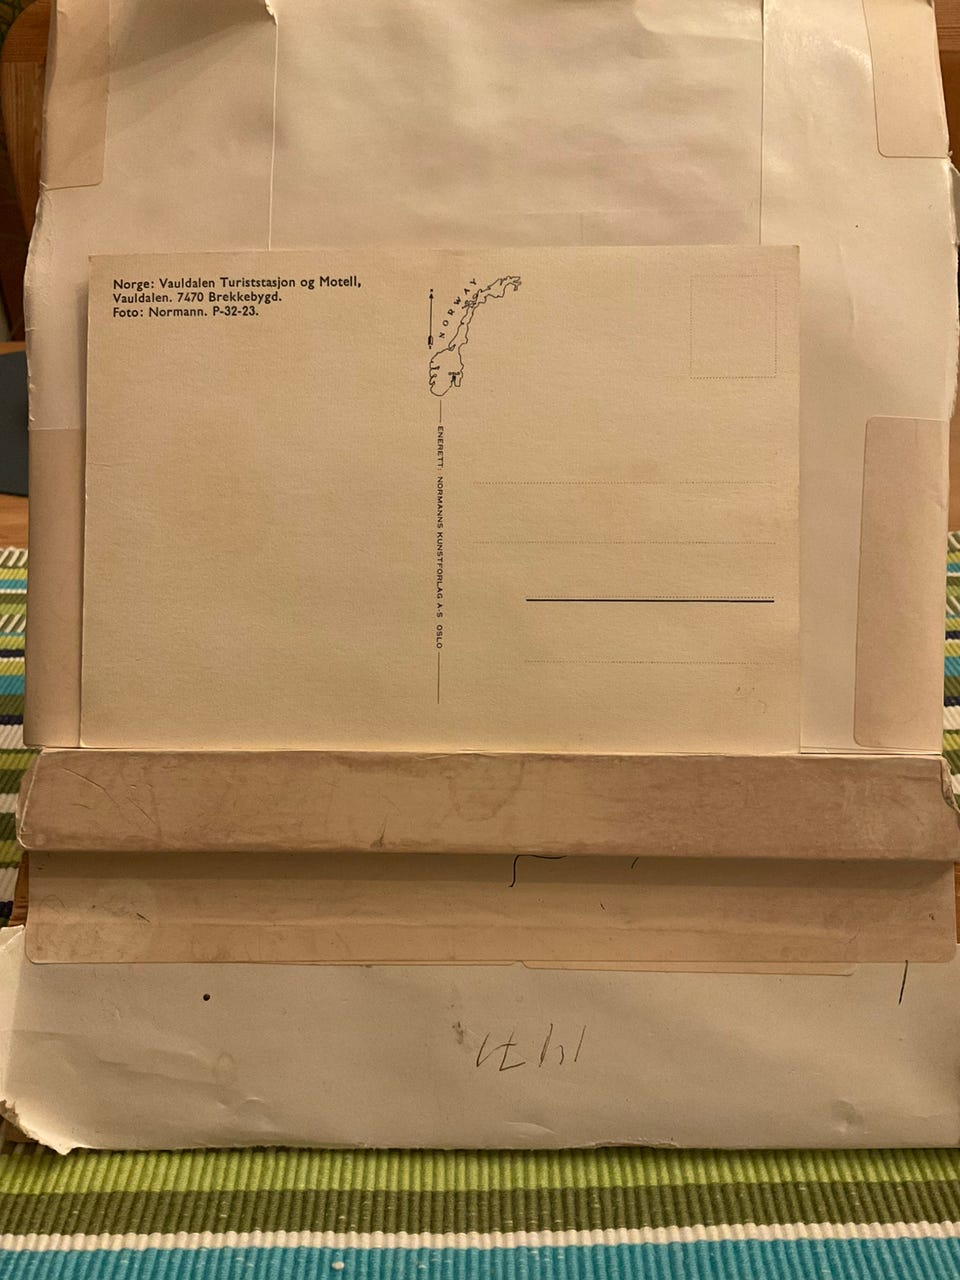 Norge: Vauldalen Turiststasjon og Motell,
Vauldalen. 7470 Brekkebygd.
Foto: Normann. P-32-23.
NORWAY
ENERETT: NORMANNS KUNSTFORLAG A·S OSLO